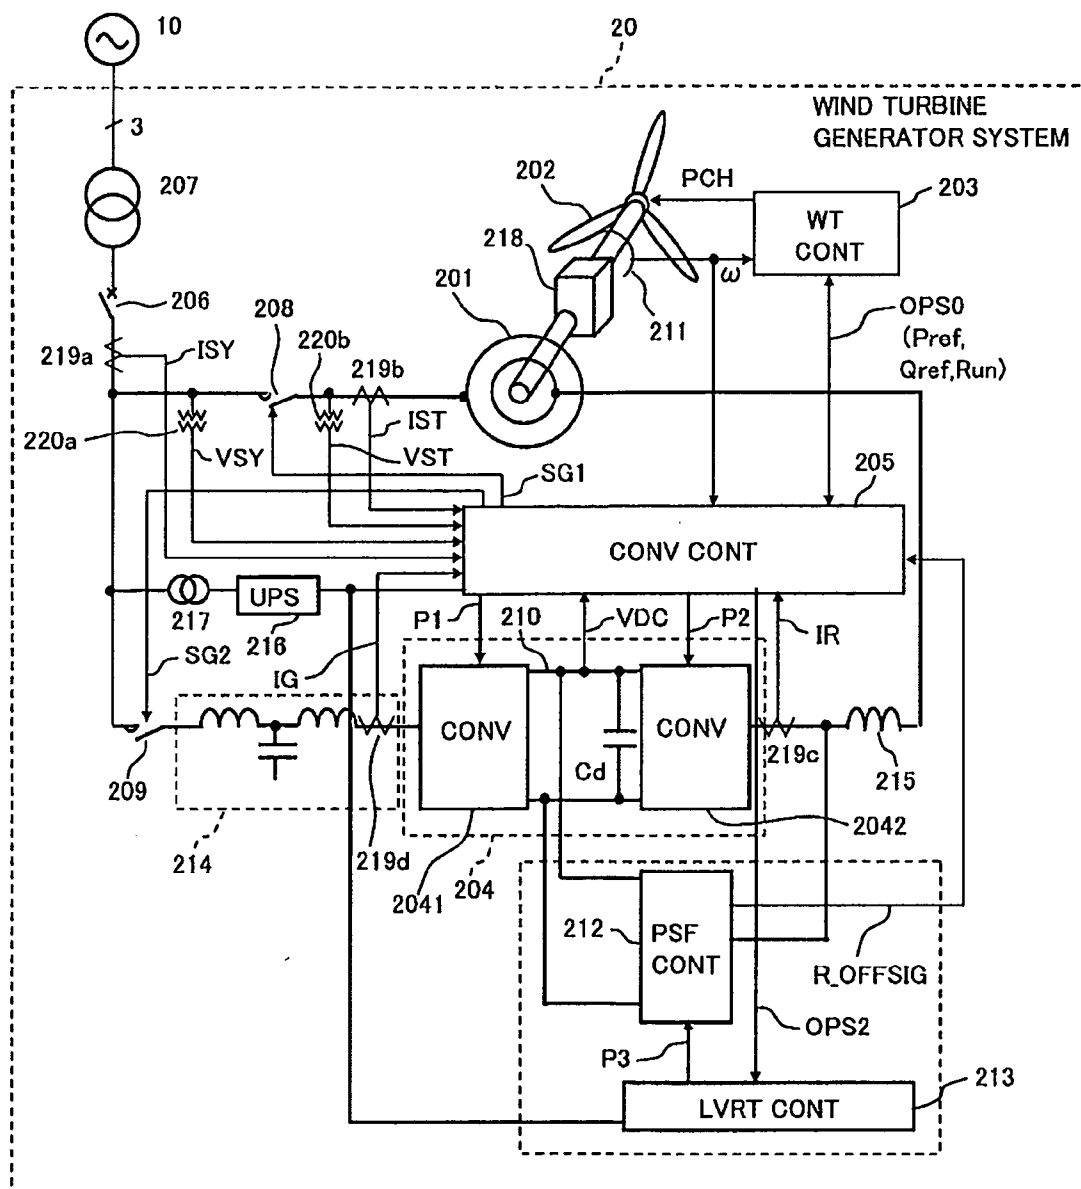 10
20
3
WIND TURBINE
GENERATOR SYSTEM
207
202
PCH
203
WT
CONT
218
206
201
ω
208
211
OPS0
(Pref,
Qref,Run)
219a
ISY
220b
219b
220a
IST
VSY
VST
SG1
205
CONV CONT
UPS
217
216
P1
210
VDC
P2
IR
SG2
IG
CONV
CONV
Cd
219c
215
209
214
219d
2041
204
2042
212
PSF
CONT
R_OFFSIG
OPS2
P3
213
LVRT CONT